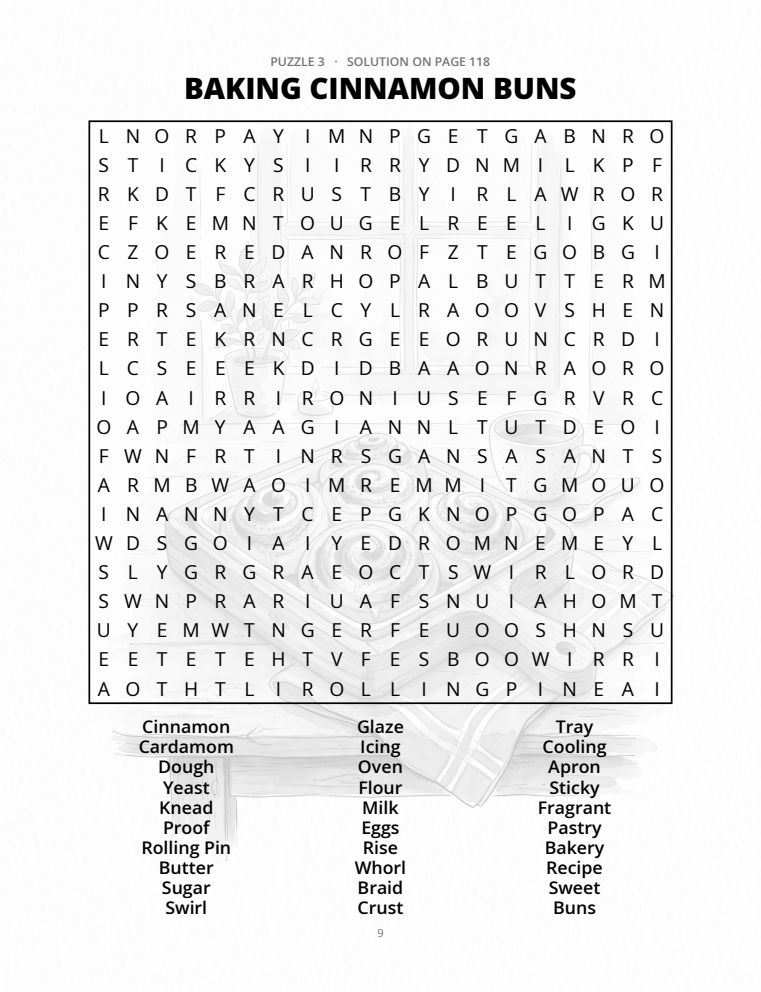 PUZZLE 3 · SOLUTION ON PAGE 118
BAKING CINNAMON BUNS
L N O R P A Y I M N P G E T G A B N R O
S T I C K Y S I I R R Y D N M I L K P F
R K D T F C R U S T B Y I R L A W R O R
E F K E M N T O U G E L R E E L I G K U
C Z O E R E D A N R O F Z T E G O B G I
I N Y S B R A R H O P A L B U T T E R M
P P R S A N E L C Y L R A O O V S H E N
E R T E K R N C R G E E O R U N C R D I
L C S E E E K D I D B A A O N R A O R O
I O A I R R I R O N I U S E F G R V R C
O A P M Y A A G I A N N L T U T D E O I
F W N F R T I N R S G A N S A S A N T S
A R M B W A O I M R E M M I T G M O U O
I N A N N Y T C E P G K N O P G O P A C
W D S G O I A I Y E D R O M N E M E Y L
S L Y G R G R A E O C T S W I R L O R D
S W N P R A R I U A F S N U I A H O M T
U Y E M W T N G E R F E U O O S H N S U
E E T E T E H T V F E S B O O W I R R I
A O T H T L I R O L L I N G P I N E A I
Cinnamon Glaze Tray
Cardamom Icing Cooling
Dough Oven Apron
Yeast Flour Sticky
Knead Milk Fragrant
Proof Eggs Pastry
Rolling Pin Rise Bakery
Butter Whorl Recipe
Sugar Braid Sweet
Swirl Crust Buns
9